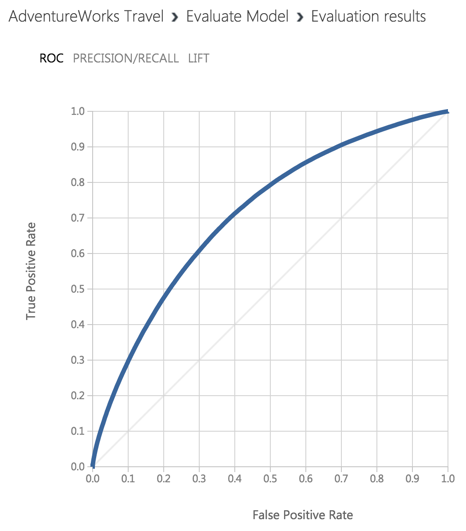 AdventureWorks Travel › Evaluate Model › Evaluation results
ROC PRECISION/RECALL LIFT
1.0
0.9
0.8
0.7
0.6
0.5
0.4
0.3
0.2
0.1
0.0
True Positive Rate
0.0 0.1 0.2 0.3 0.4 0.5 0.6 0.7 0.8 0.9 1.0
False Positive Rate